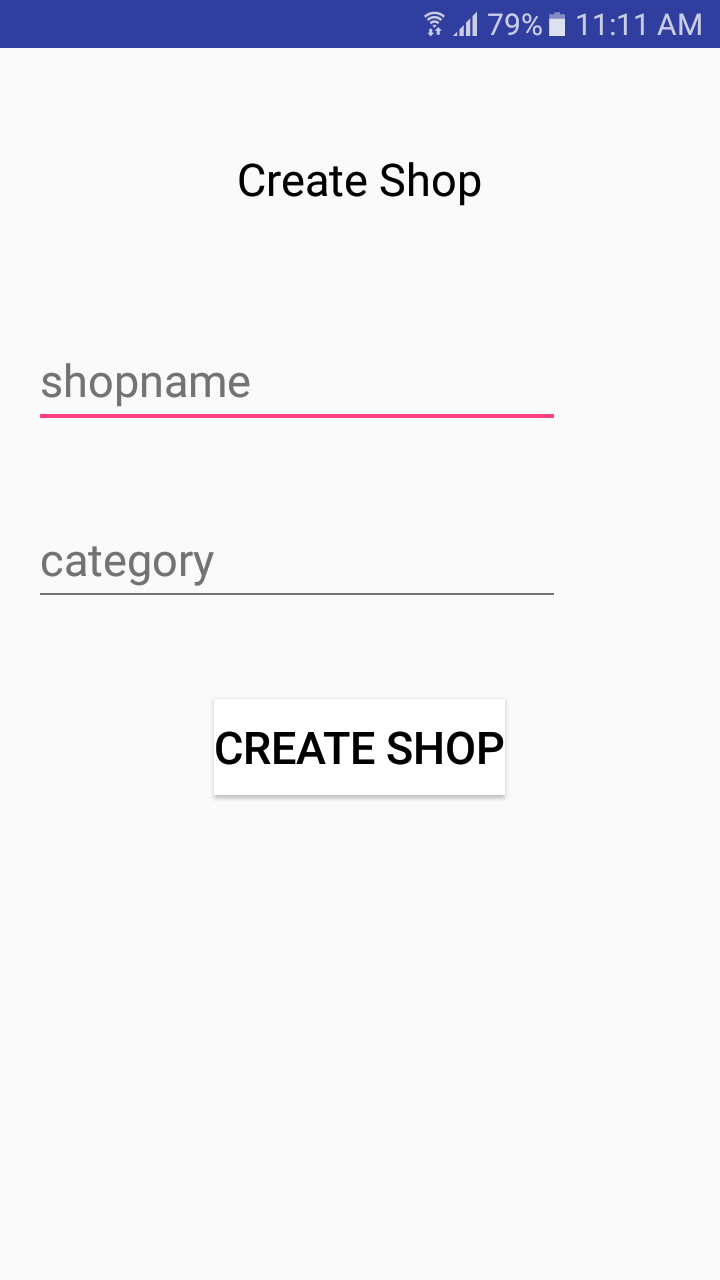 79% 11:11 AM
Create Shop
shopname
category
CREATE SHOP